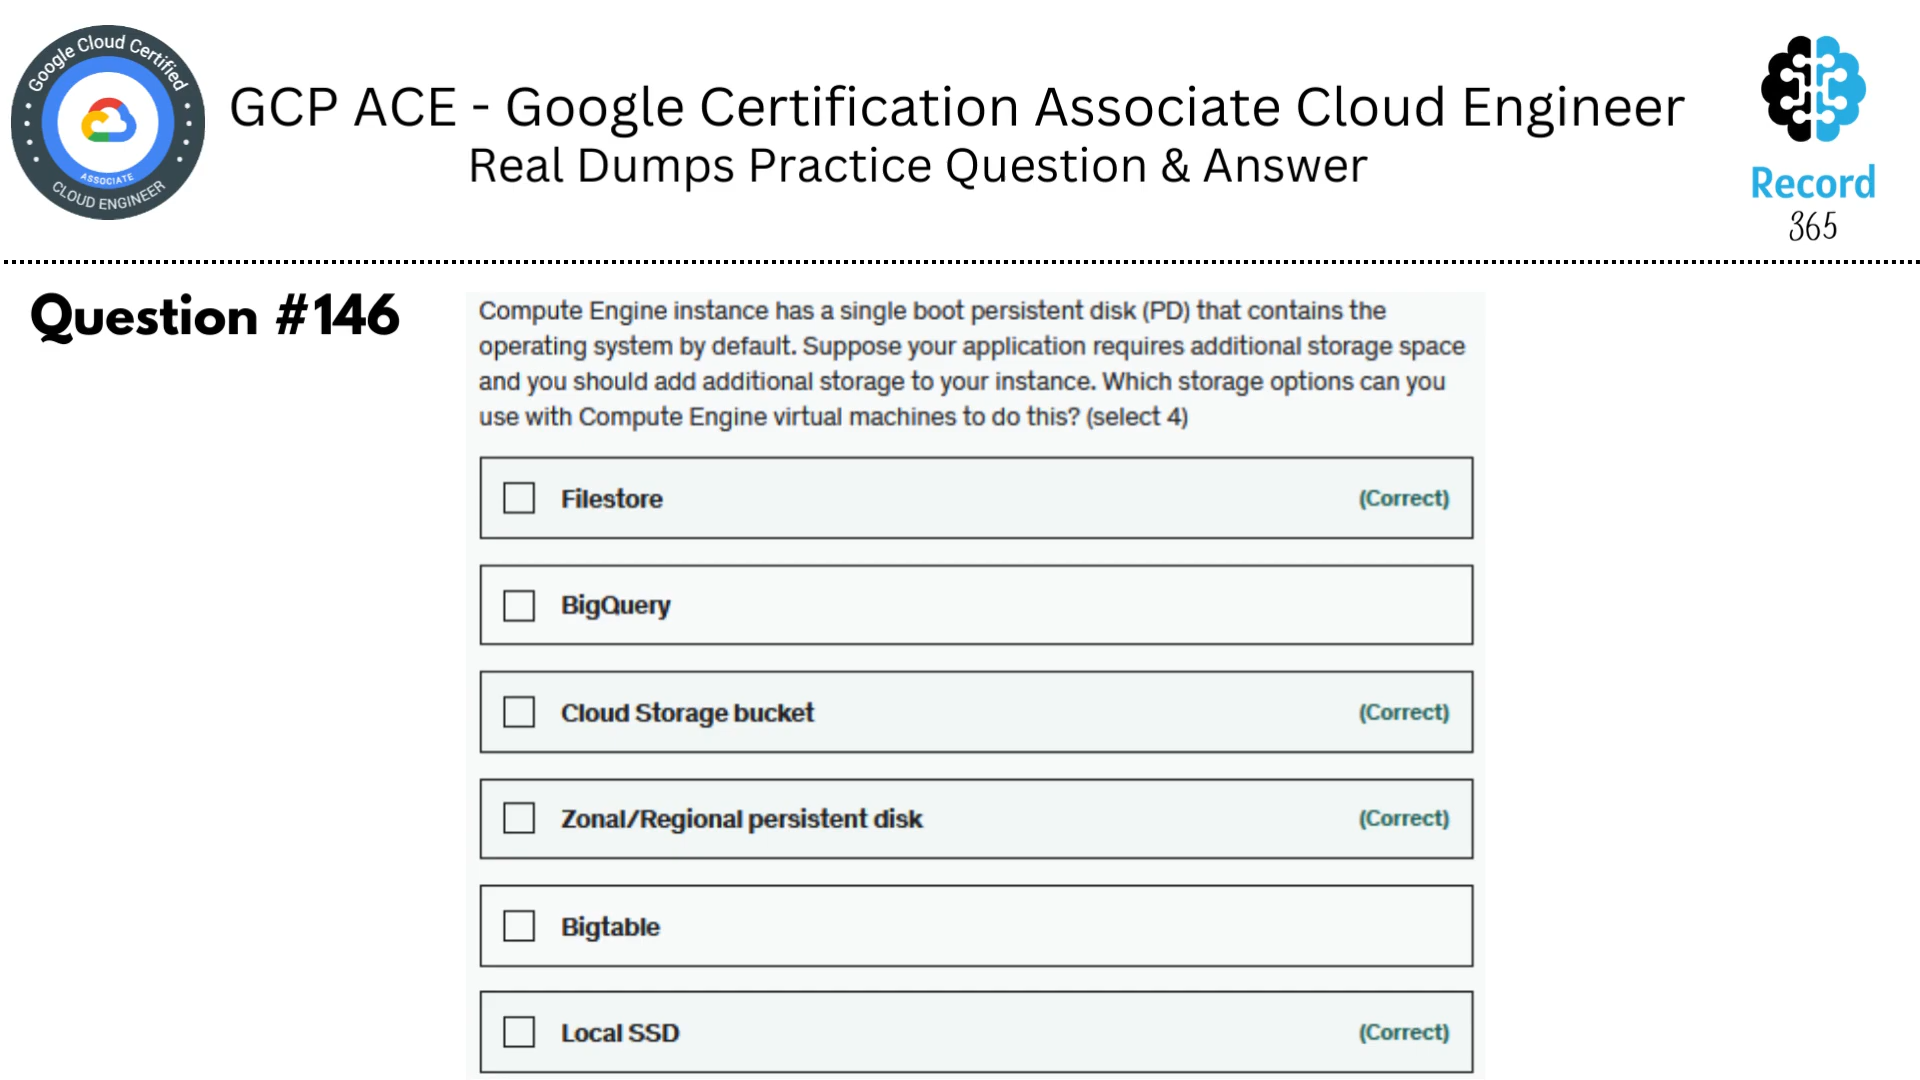 Google Cloud Certified
ASSOCIATE
CLOUD ENGINEER
GCP ACE - Google Certification Associate Cloud Engineer
Real Dumps Practice Question & Answer
Record
365
Question #146
Compute Engine instance has a single boot persistent disk (PD) that contains the
operating system by default. Suppose your application requires additional storage space
and you should add additional storage to your instance. Which storage options can you
use with Compute Engine virtual machines to do this? (select 4)
Filestore (Correct)
BigQuery
Cloud Storage bucket (Correct)
Zonal/Regional persistent disk (Correct)
Bigtable
Local SSD (Correct)